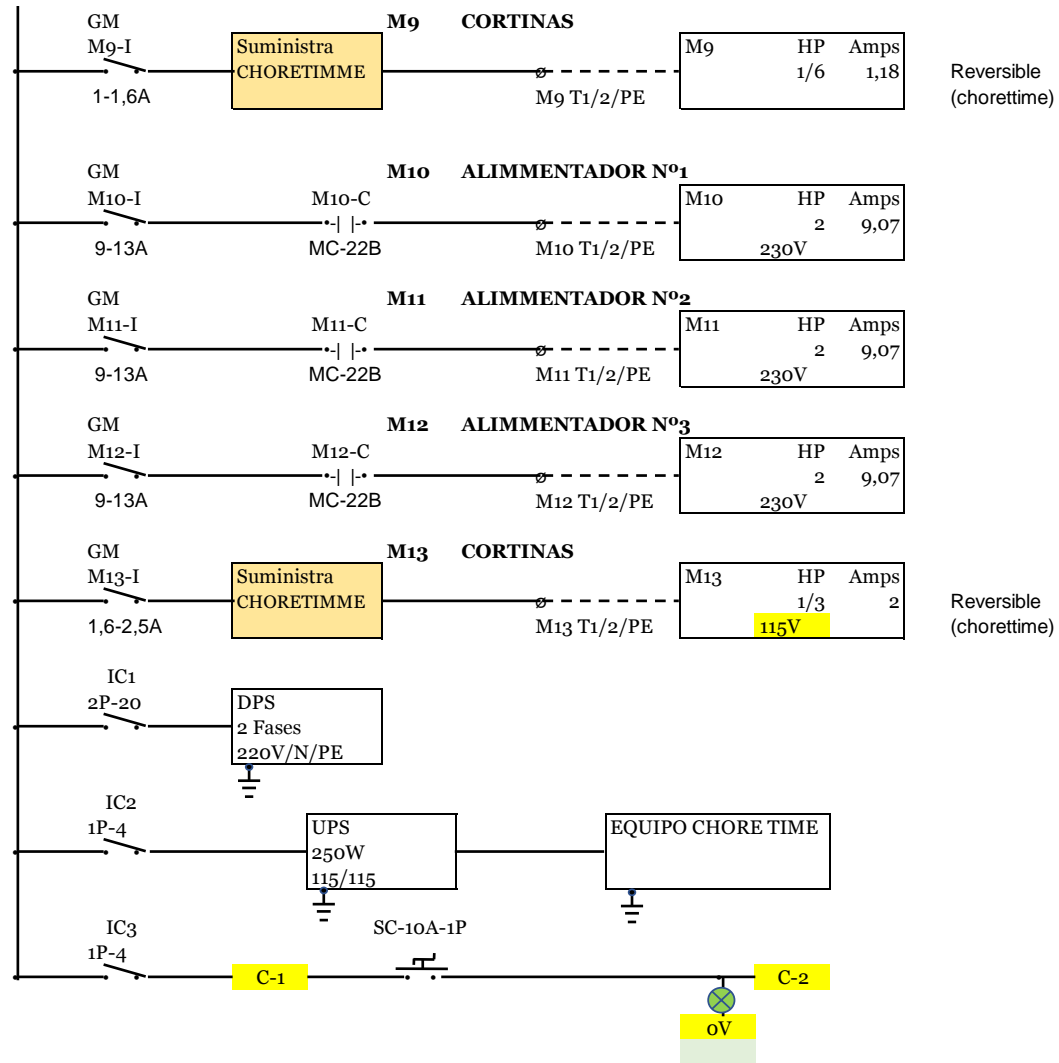 GM M9 CORTINAS
M9-I Suministra M9 HP Amps
CHORETIMME 1/6 1,18 Reversible
1-1,6A M9 T1/2/PE (chorettime)
GM M10 ALIMMENTADOR Nº1
M10-I M10-C M10 HP Amps
-| |- 2 9,07
9-13A MC-22B M10 T1/2/PE 230V
GM M11 ALIMMENTADOR Nº2
M11-I M11-C M11 HP Amps
-| |- 2 9,07
9-13A MC-22B M11 T1/2/PE 230V
GM M12 ALIMMENTADOR Nº3
M12-I M12-C M12 HP Amps
-| |- 2 9,07
9-13A MC-22B M12 T1/2/PE 230V
GM M13 CORTINAS
M13-I Suministra M13 HP Amps
CHORETIMME 1/3 2 Reversible
1,6-2,5A M13 T1/2/PE 115V (chorettime)
IC1
2P-20 DPS
2 Fases
220V/N/PE
IC2
1P-4 UPS EQUIPO CHORE TIME
250W
115/115
IC3 SC-10A-1P
1P-4
C-1 C-2
0V